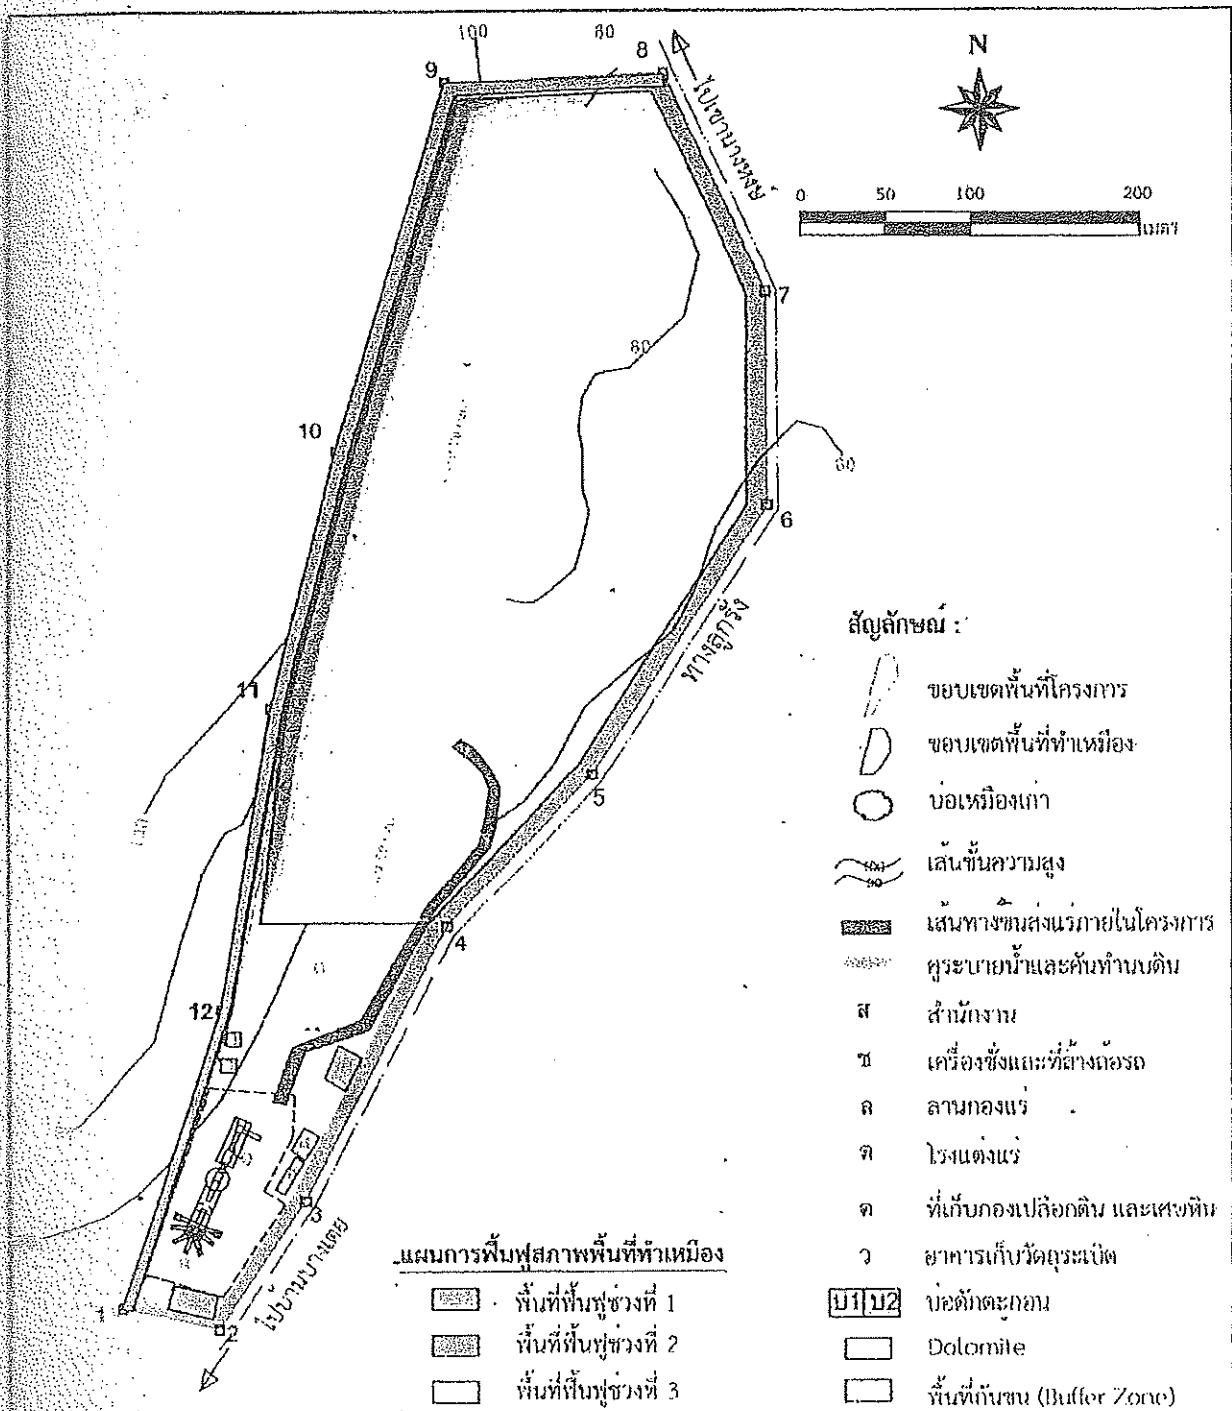 100
80
8
9
N
ไปเขานางหงษ์
0 50 100 200
เมตร
7
80
10
60
6
ทางลูกรัง
สัญลักษณ์ :
ขอบเขตพื้นที่โครงการ
11
ขอบเขตพื้นที่ทำเหมือง
5
บ่อเหมืองเก่า
เส้นชั้นความสูง
90
เส้นทางขนส่งแร่ภายในโครงการ
4
คูระบายน้ำและคันทำนบดิน
12
ส สำนักงาน
ช เครื่องชั่งและที่ล้างล้อรถ
ล ลานกองแร่
ต โรงแต่งแร่
3
ด ที่เก็บกองเปลือกดิน และเศษหิน
แผนการฟื้นฟูสภาพพื้นที่ทำเหมือง
ว อาคารเก็บวัตถุระเบิด
1
พื้นที่ฟื้นฟูช่วงที่ 1
บ1 บ2 บ่อดักตะกอน
2
ไปบ้านบางเตย
พื้นที่ฟื้นฟูช่วงที่ 2
Dolomite
พื้นที่ฟื้นฟูช่วงที่ 3
พื้นที่กันชน (Buffer Zone)